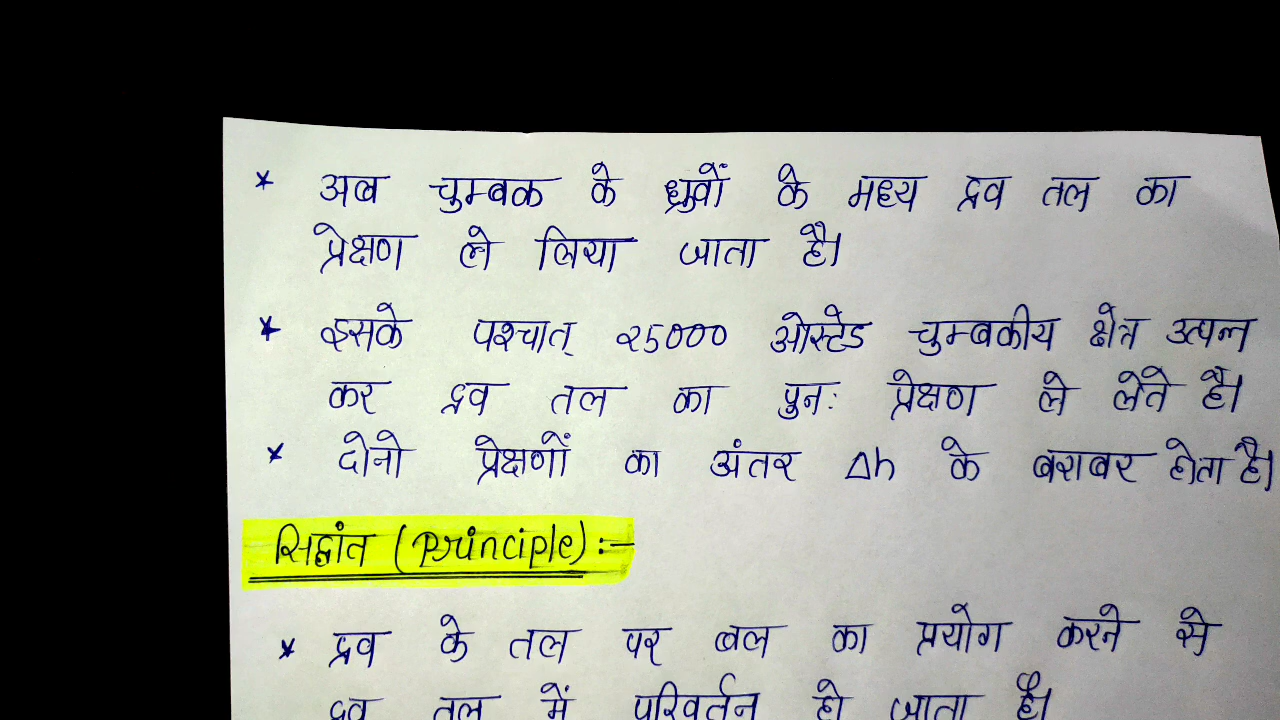 * अब चुम्बक के ध्रुवों के मध्य द्रव तल का
प्रेक्षण ले लिया जाता है।
* इसके पश्चात् 25000 ओस्टेड चुम्बकीय क्षेत्र उत्पन्न
कर द्रव तल का पुनः प्रेक्षण ले लेते है।
* दोनो प्रेक्षणों का अंतर Δh के बराबर होता है।
सिद्धांत (Principle):-
* द्रव के तल पर बल का प्रयोग करने से
द्रव तल में परिवर्तन हो जाता है।